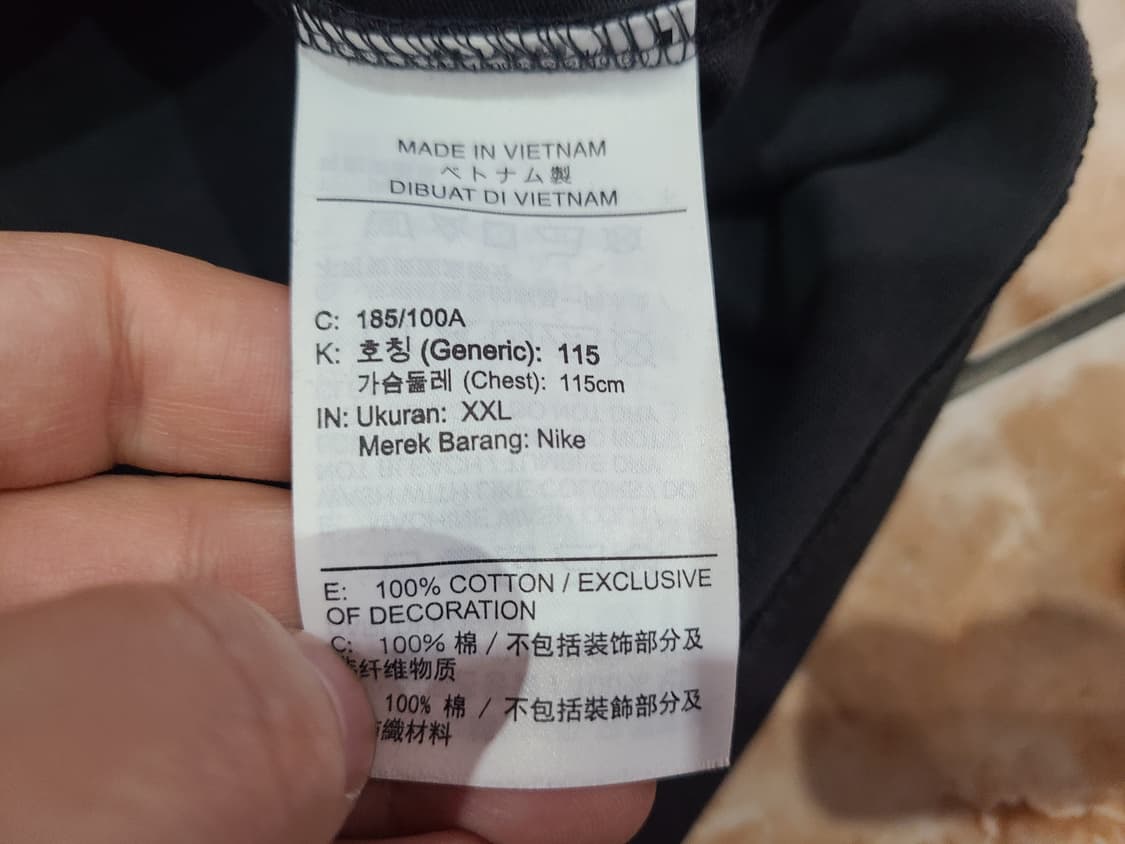 MADE IN VIETNAM
ベトナム製
DIBUAT DI VIETNAM
C: 185/100A
K: 호칭 (Generic): 115
가슴둘레 (Chest): 115cm
IN: Ukuran: XXL
Merek Barang: Nike
E: 100% COTTON / EXCLUSIVE
OF DECORATION
C: 100% 棉 / 不包括装饰部分及
纤维物质
100% 棉 / 不包括裝飾部分及
織材料